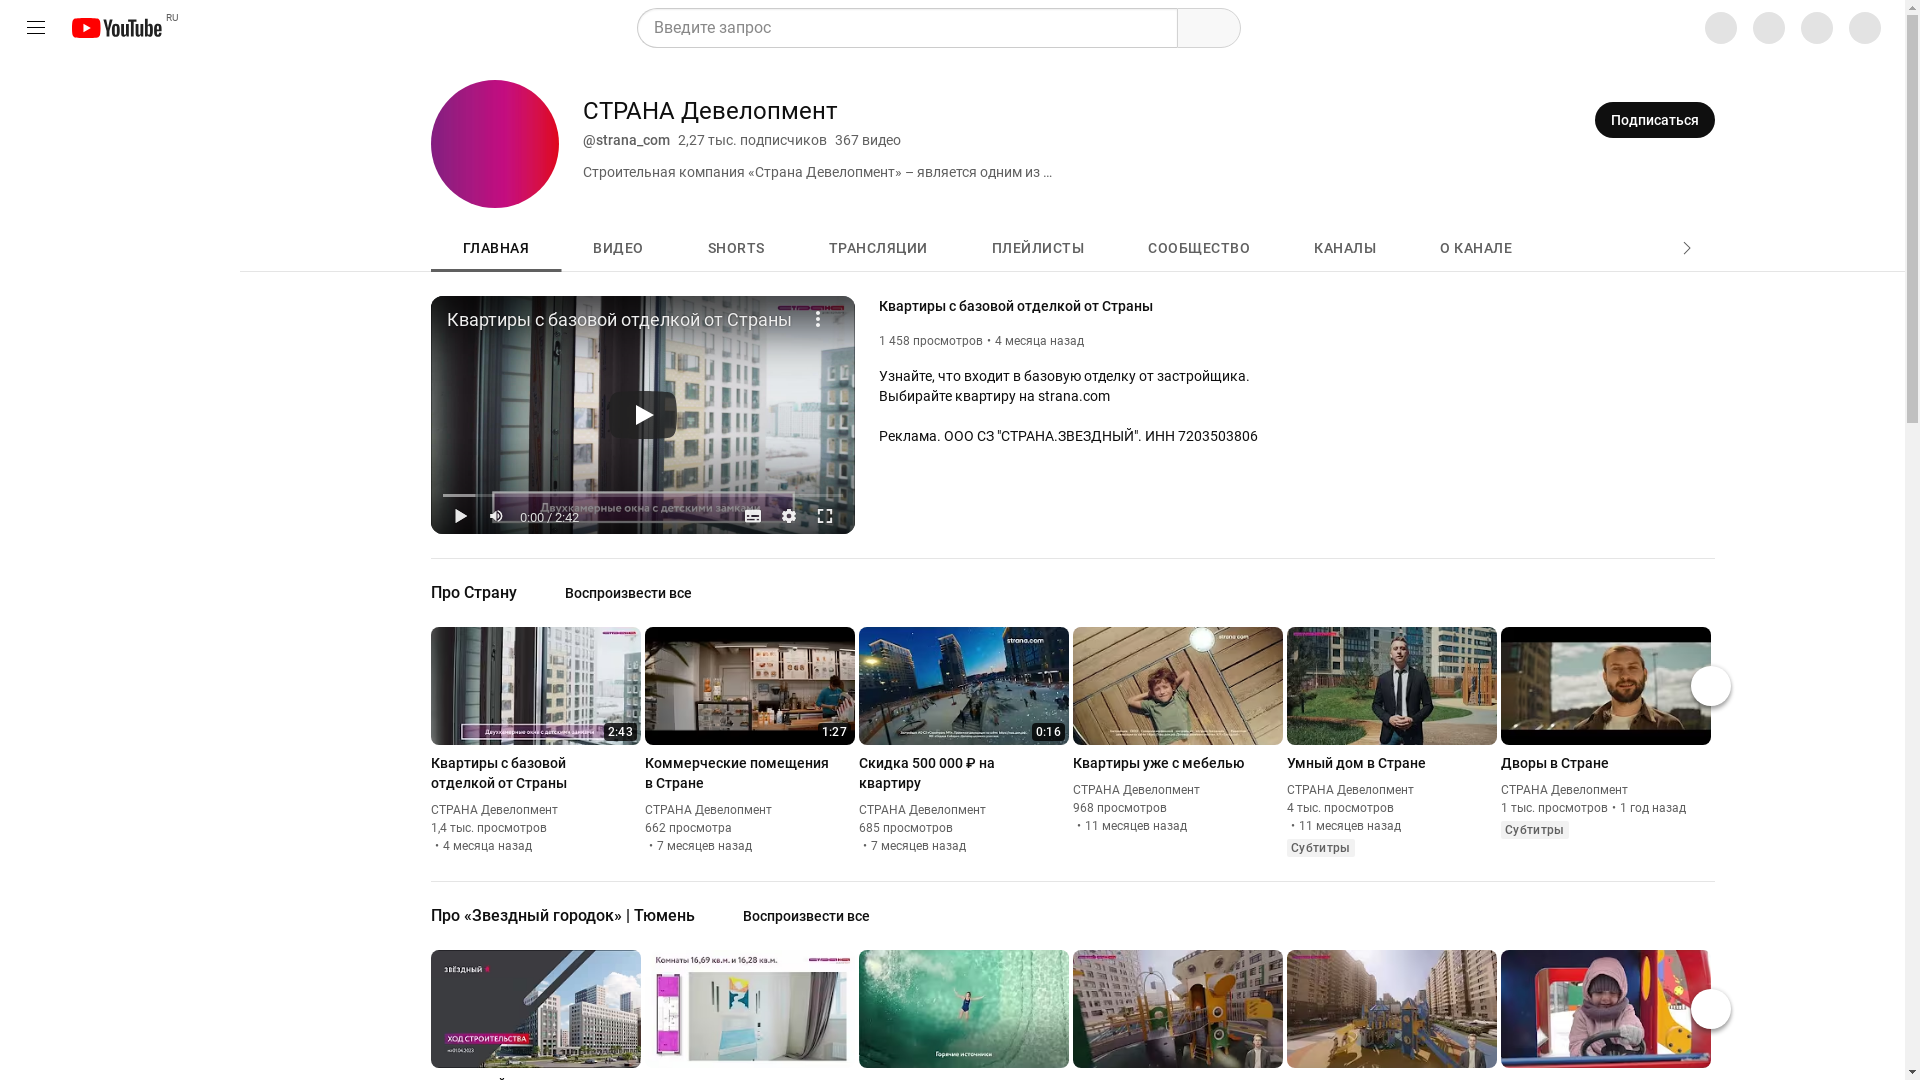 YouTube RU
Введите запрос
СТРАНА Девелопмент
@strana_com 2,27 тыс. подписчиков 367 видео
Строительная компания «Страна Девелопмент» – является одним из ...
Подписаться
ГЛАВНАЯ ВИДЕО SHORTS ТРАНСЛЯЦИИ ПЛЕЙЛИСТЫ СООБЩЕСТВО КАНАЛЫ О КАНАЛЕ
Квартиры с базовой отделкой от Страны
Двухкамерные окна с детскими замками
0:00 / 2:42
Квартиры с базовой отделкой от Страны
1 458 просмотров • 4 месяца назад
Узнайте, что входит в базовую отделку от застройщика.
Выбирайте квартиру на strana.com
Реклама. ООО СЗ "СТРАНА.ЗВЕЗДНЫЙ". ИНН 7203503806
Про Страну Воспроизвести все
Двухкамерные окна с детскими замками
2:43
Квартиры с базовой
отделкой от Страны
СТРАНА Девелопмент
1,4 тыс. просмотров
• 4 месяца назад
1:27
Коммерческие помещения
в Стране
СТРАНА Девелопмент
662 просмотра
• 7 месяцев назад
strana.com
0:16
Скидка 500 000 ₽ на
квартиру
СТРАНА Девелопмент
685 просмотров
• 7 месяцев назад
strana.com
Квартиры уже с мебелью
СТРАНА Девелопмент
968 просмотров
• 11 месяцев назад
Умный дом в Стране
СТРАНА Девелопмент
4 тыс. просмотров
• 11 месяцев назад
Субтитры
Дворы в Стране
СТРАНА Девелопмент
1 тыс. просмотров • 1 год назад
Субтитры
Про «Звездный городок» | Тюмень Воспроизвести все
ЗВЁЗДНЫЙ
ХОД СТРОИТЕЛЬСТВА
Комнаты 16,69 кв.м. и 16,28 кв.м.
Горячие источники